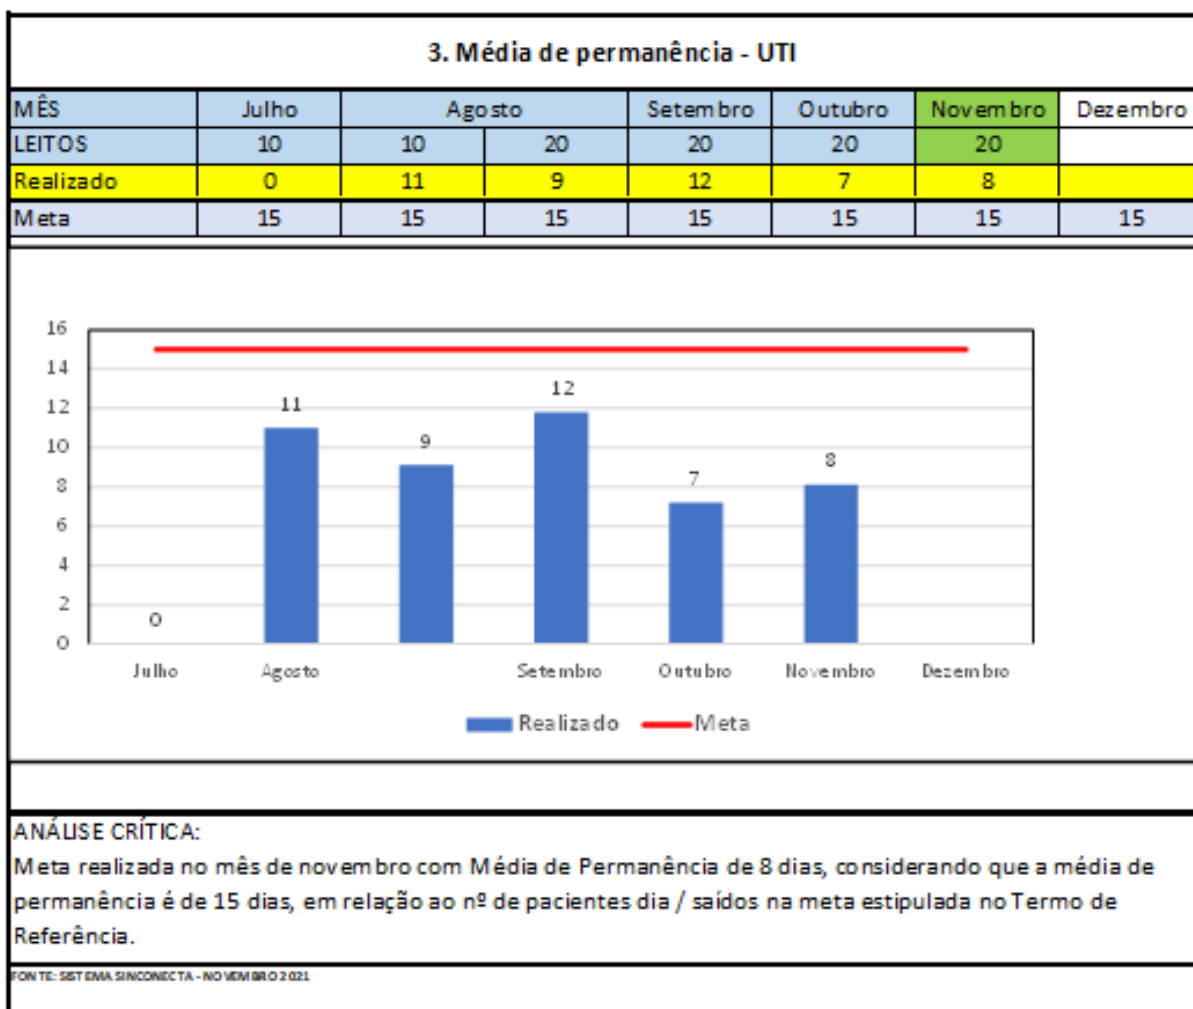 3. Média de permanência - UTI
MÊS Julho Agosto Setembro Outubro Novembro Dezembro
LEITOS 10 10 20 20 20 20
Realizado 0 11 9 12 7 8
Meta 15 15 15 15 15 15 15
16
14
12
10
8
6
4
2
0
0
11
9
12
7
8
Julho Agosto Setembro Outubro Novembro Dezembro
Realizado Meta
ANÁLISE CRÍTICA:
Meta realizada no mês de novembro com Média de Permanência de 8 dias, considerando que a média de
permanência é de 15 dias, em relação ao nº de pacientes dia / saídos na meta estipulada no Termo de
Referência.
FONTE: SISTEMA SINCONECTA - NOVEMBRO 2021